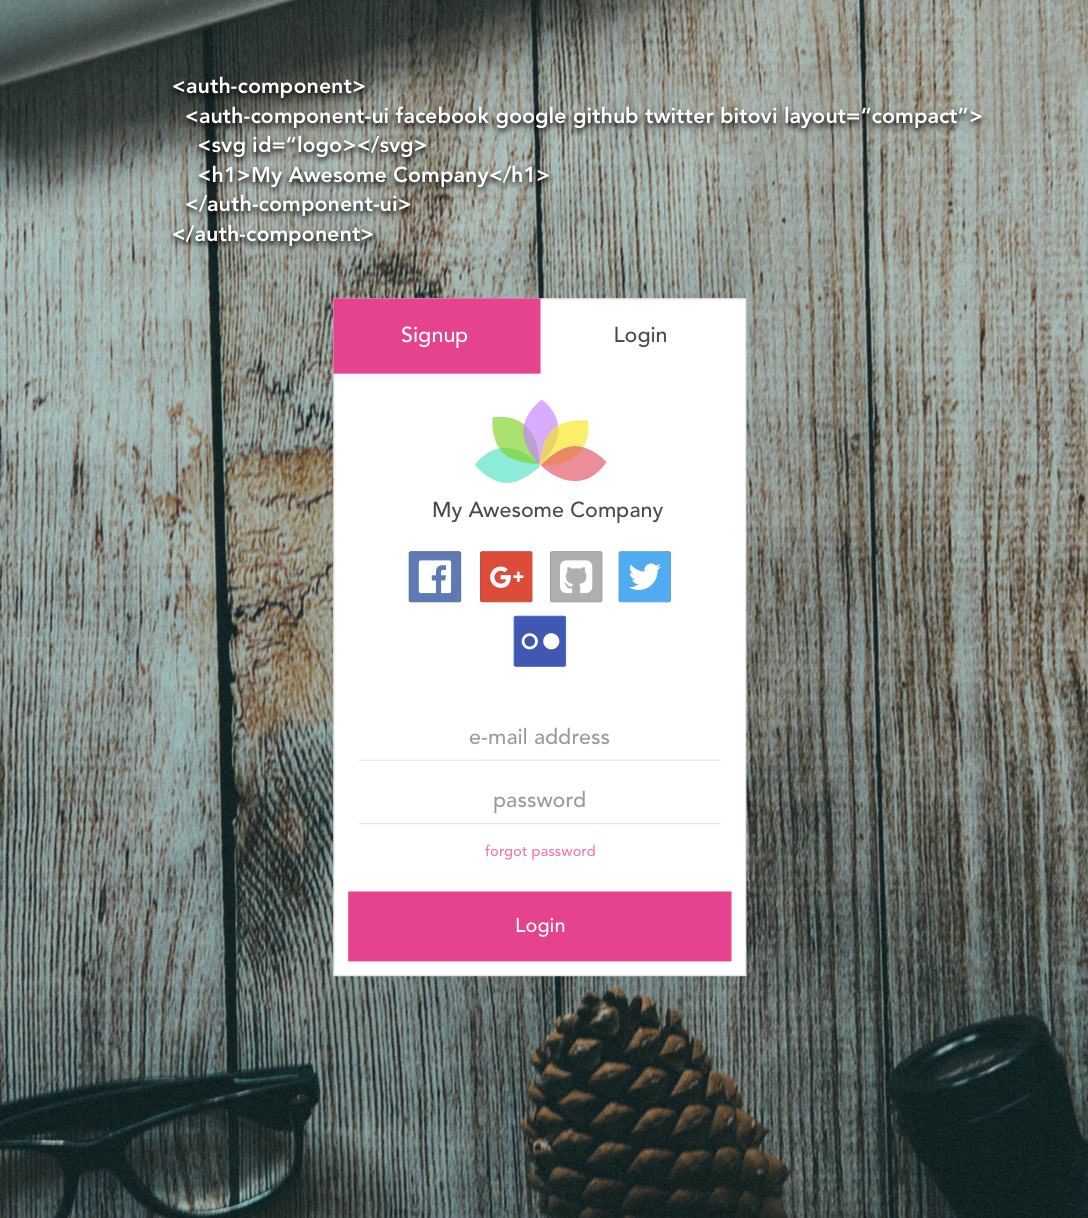 <auth-component>
<auth-component-ui facebook google github twitter bitovi layout=”compact”>
<svg id=”logo></svg>
<h1>My Awesome Company</h1>
</auth-component-ui>
</auth-component>
Signup Login
My Awesome Company
G+
e-mail address
password
forgot password
Login